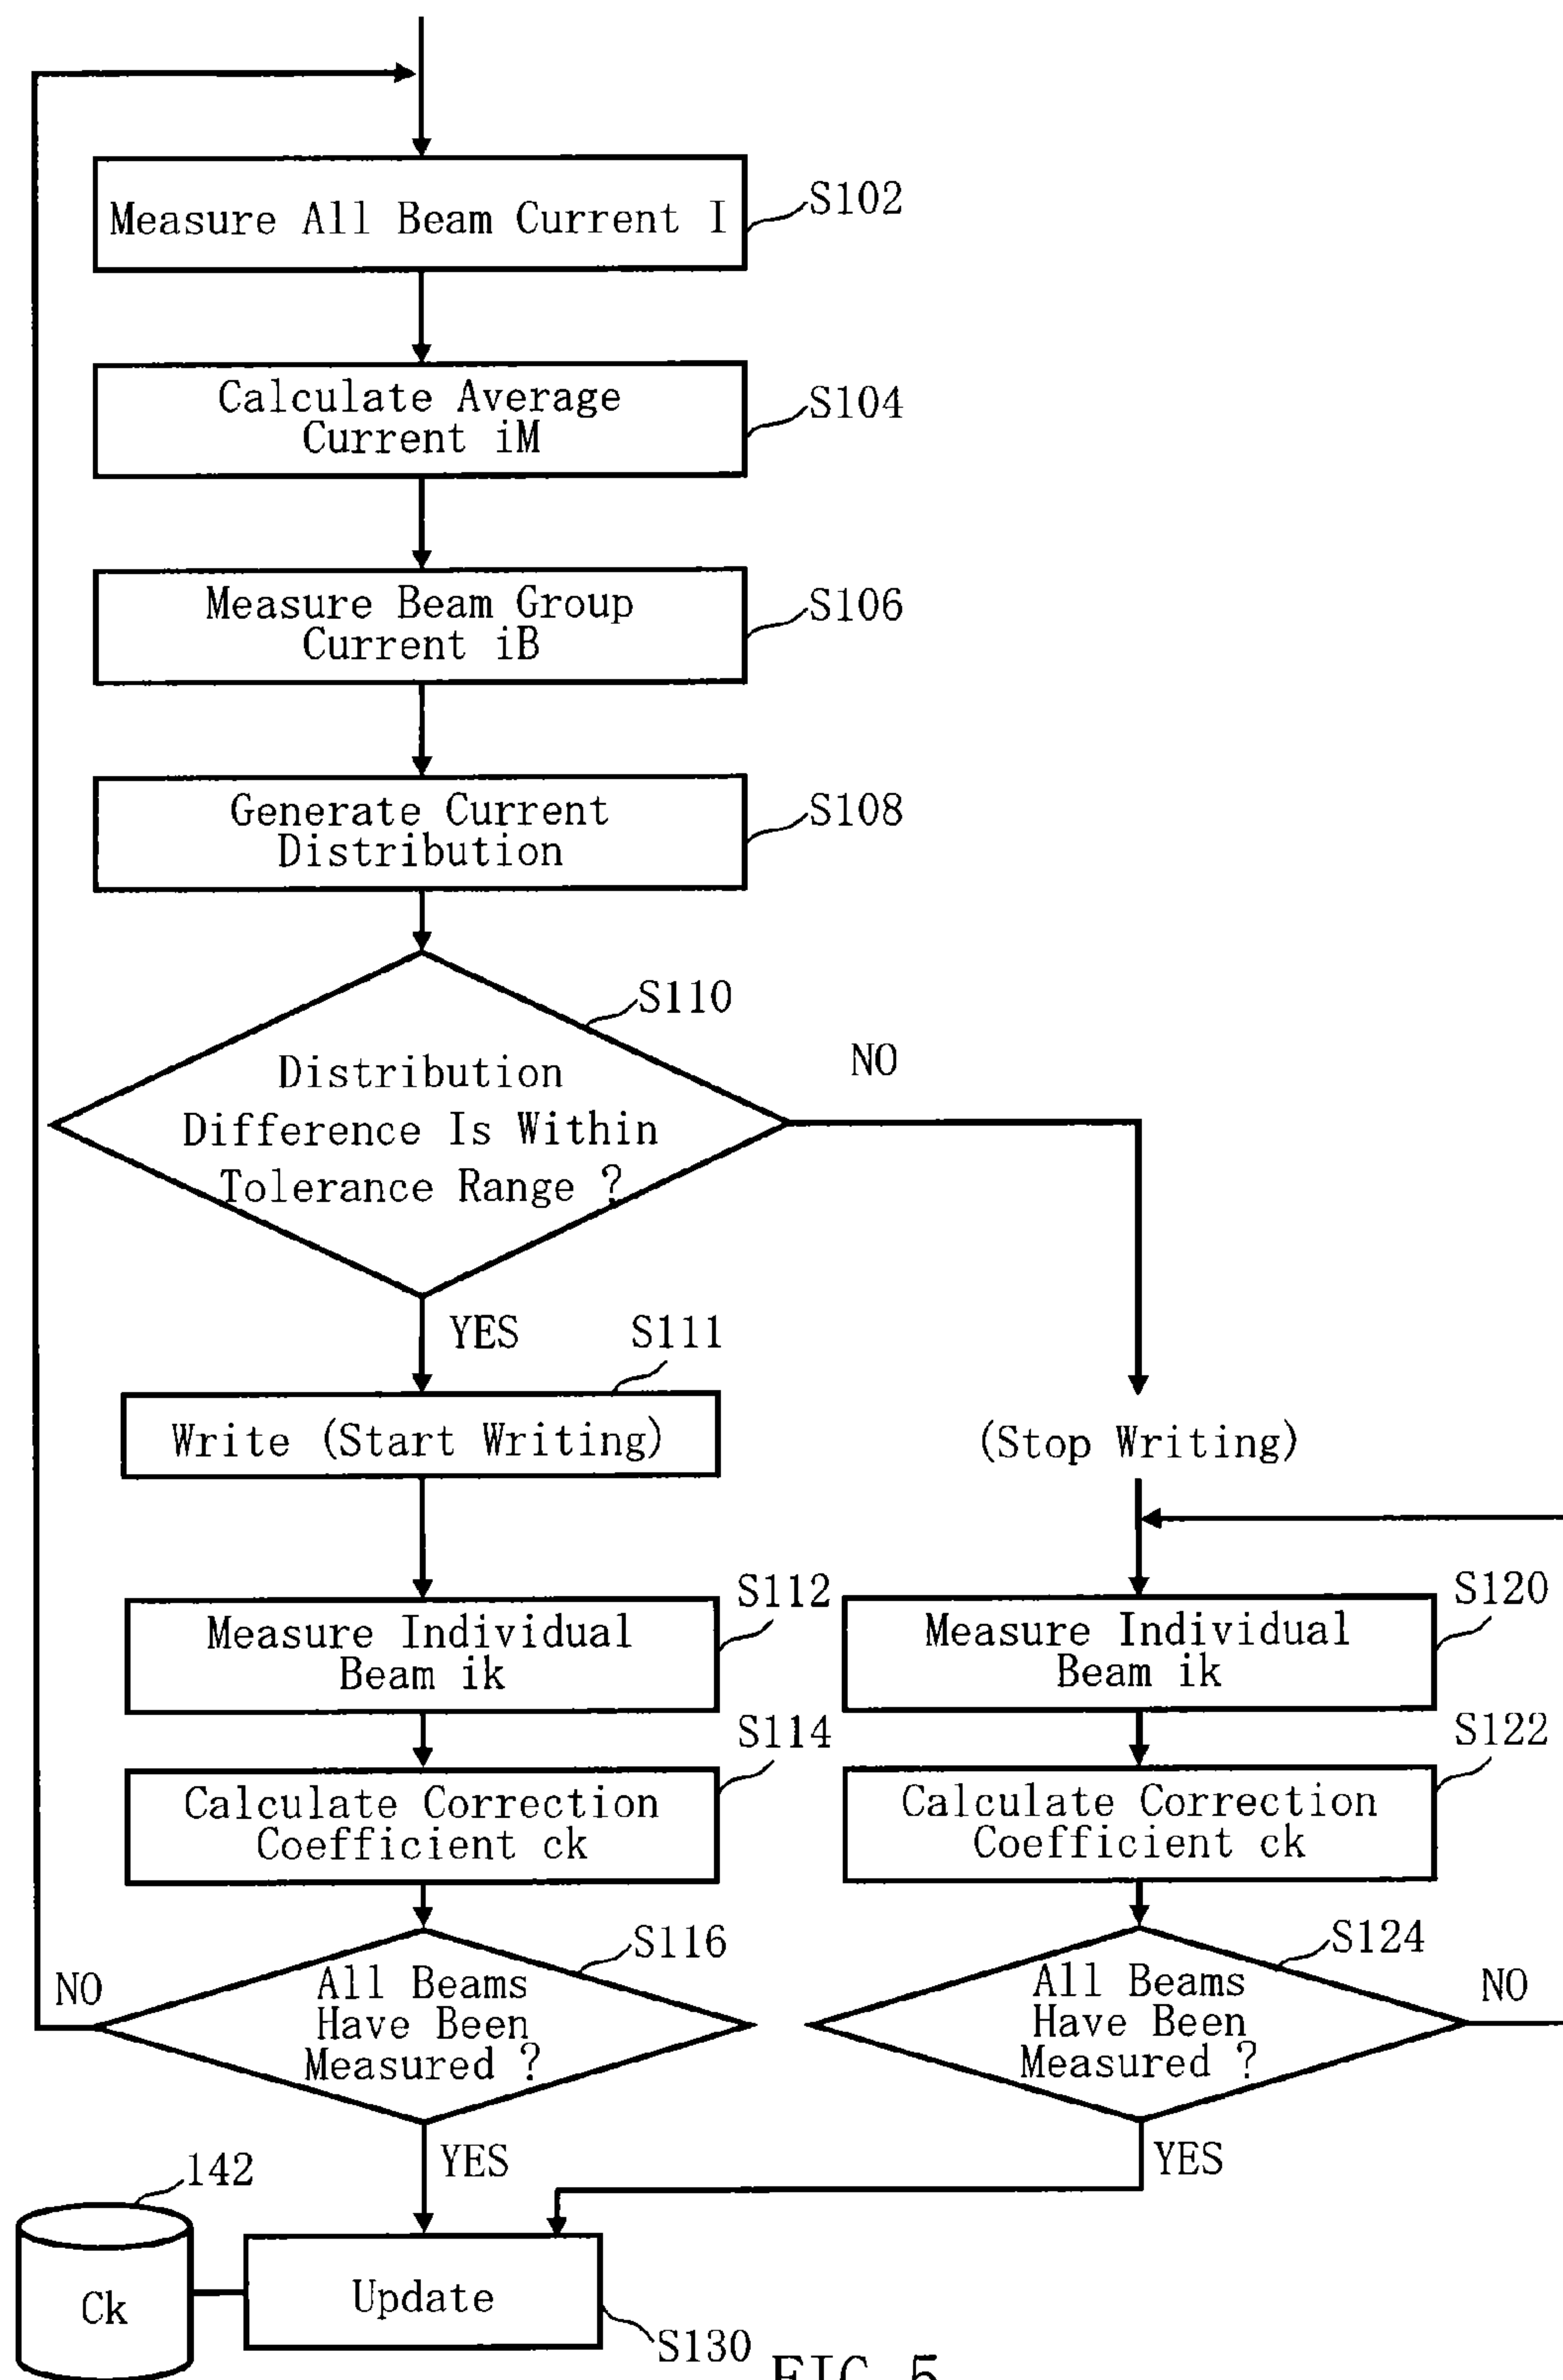 Measure All Beam Current I
S102
Calculate Average
Current iM
S104
Measure Beam Group
Current iB
S106
Generate Current
Distribution
S108
S110
Distribution
Difference Is Within
Tolerance Range ?
NO
YES
S111
Write (Start Writing)
(Stop Writing)
S112
Measure Individual
Beam ik
S120
Measure Individual
Beam ik
S114
Calculate Correction
Coefficient ck
S122
Calculate Correction
Coefficient ck
S116
NO
All Beams
Have Been
Measured ?
S124
All Beams
Have Been
Measured ?
NO
YES
YES
142
Ck
Update
S130
FIG. 5